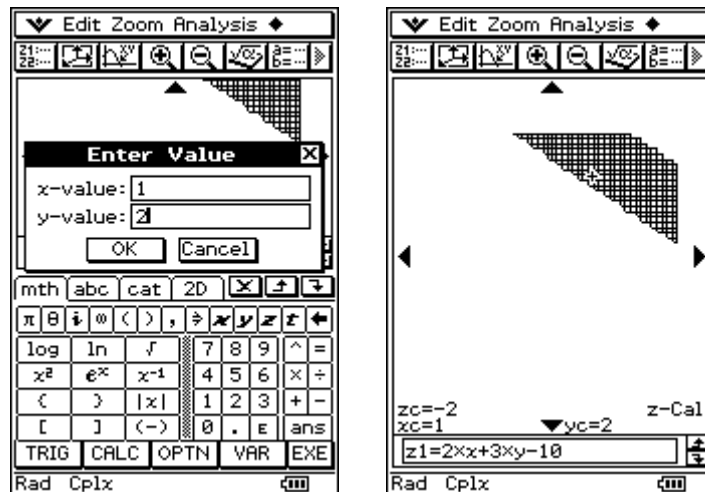 Edit Zoom Analysis ◆
Enter Value X
x-value: 1
y-value: 2
OK Cancel
mth abc cat 2D
π θ i ∞ ( ) , ⇒ x y z t ←
log ln √ 7 8 9 ^ =
x² eˣ x⁻¹ 4 5 6 × ÷
( ) |x| 1 2 3 + −
[ ] (−) 0 . E ans
TRIG CALC OPTN VAR EXE
Rad Cplx
Edit Zoom Analysis ◆
zc=-2 z-Cal
xc=1 yc=2
z1=2×x+3×y-10
Rad Cplx